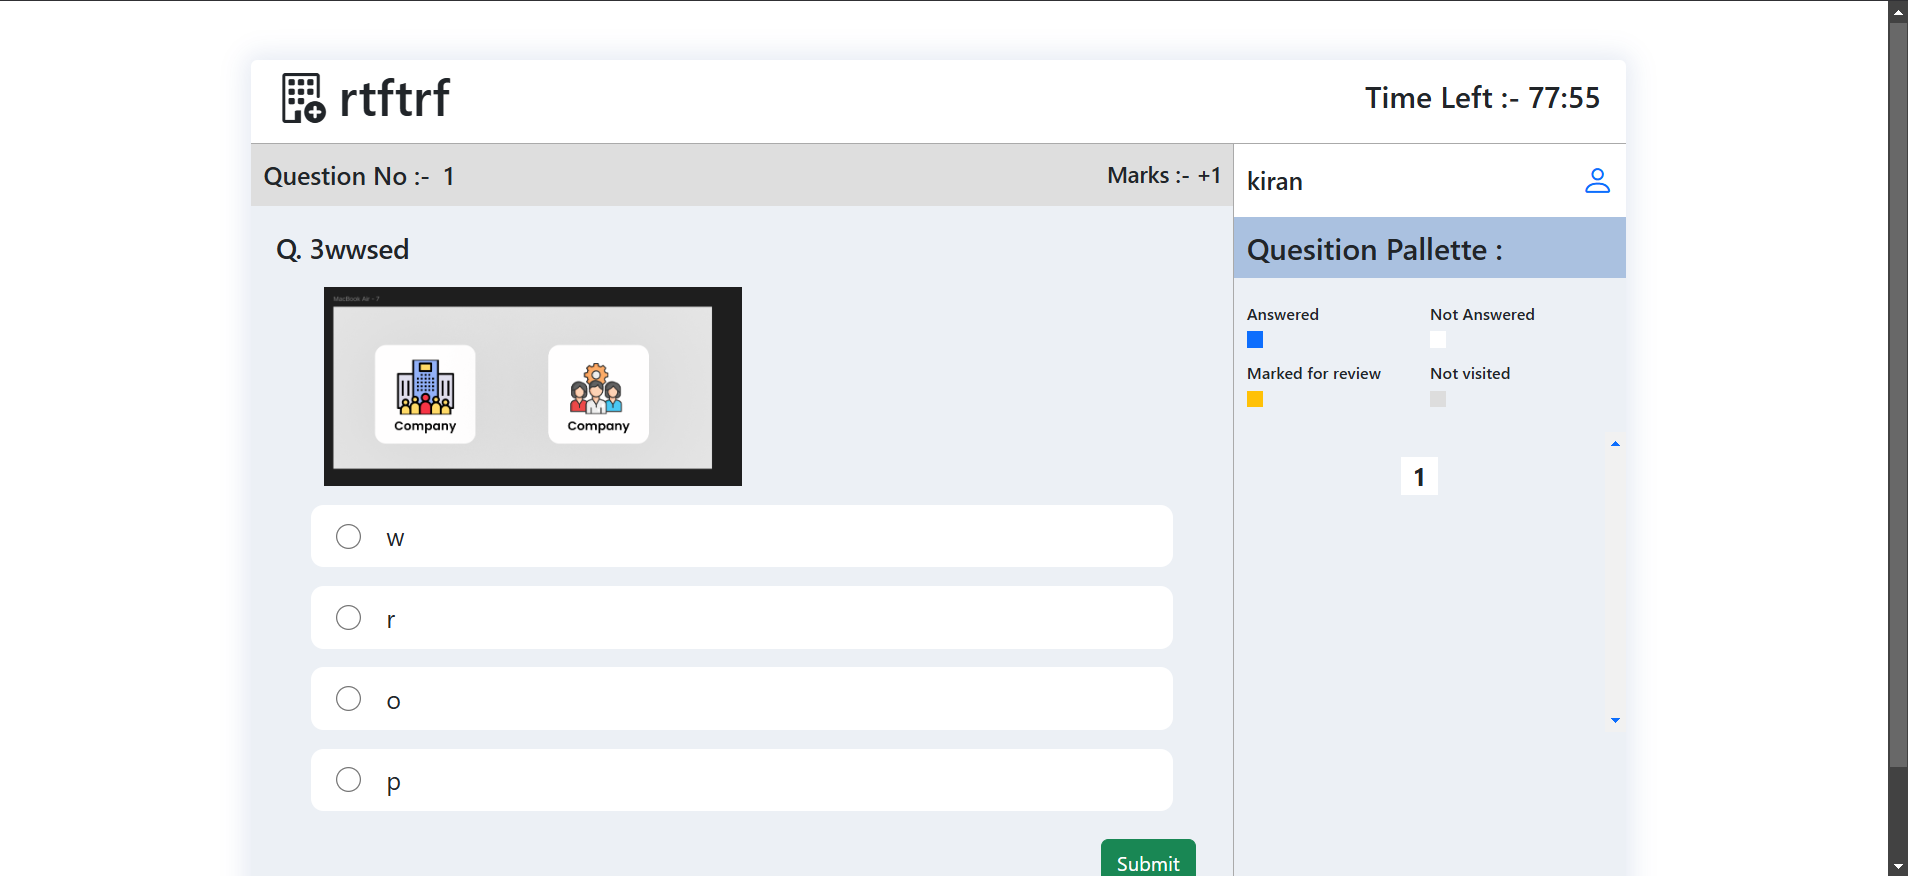 rtftrf
Time Left :- 77:55
Question No :- 1
Marks :- +1
kiran
Q. 3wwsed
Quesition Pallette :
MacBook Air - 7
Company
Company
Answered
Not Answered
Marked for review
Not visited
1
w
r
o
p
Submit